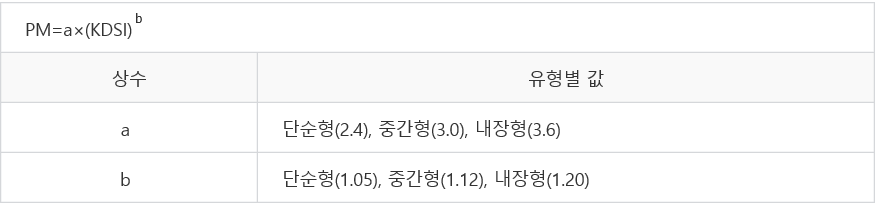 PM=a×(KDSI)^b
상수 유형별 값
a 단순형(2.4), 중간형(3.0), 내장형(3.6)
b 단순형(1.05), 중간형(1.12), 내장형(1.20)